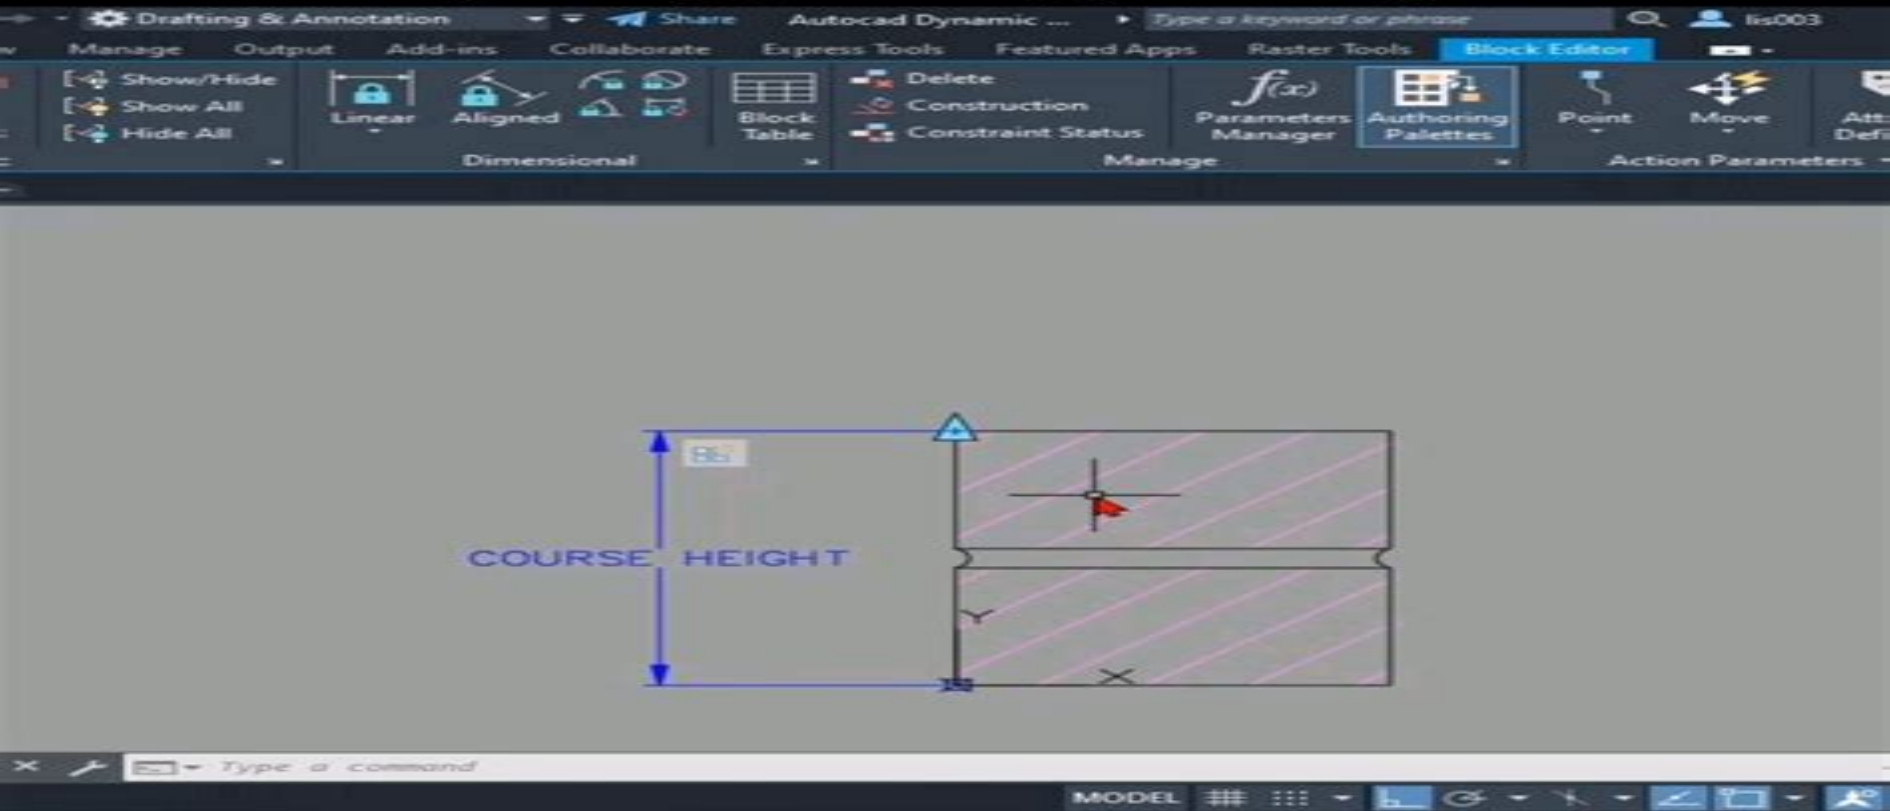 Drafting & Annotation Share Autocad Dynamic ... Type a keyword or phrase lis003
Manage Output Add-ins Collaborate Express Tools Featured Apps Raster Tools Block Editor
Show/Hide
Show All
Hide All
Linear
Aligned
Block
Table
Dimensional
Delete
Construction
Constraint Status
f(x)
Parameters
Manager
Authoring
Palettes
Manage
Point
Move
Action Parameters
COURSE HEIGHT
Y
X
Type a command
MODEL